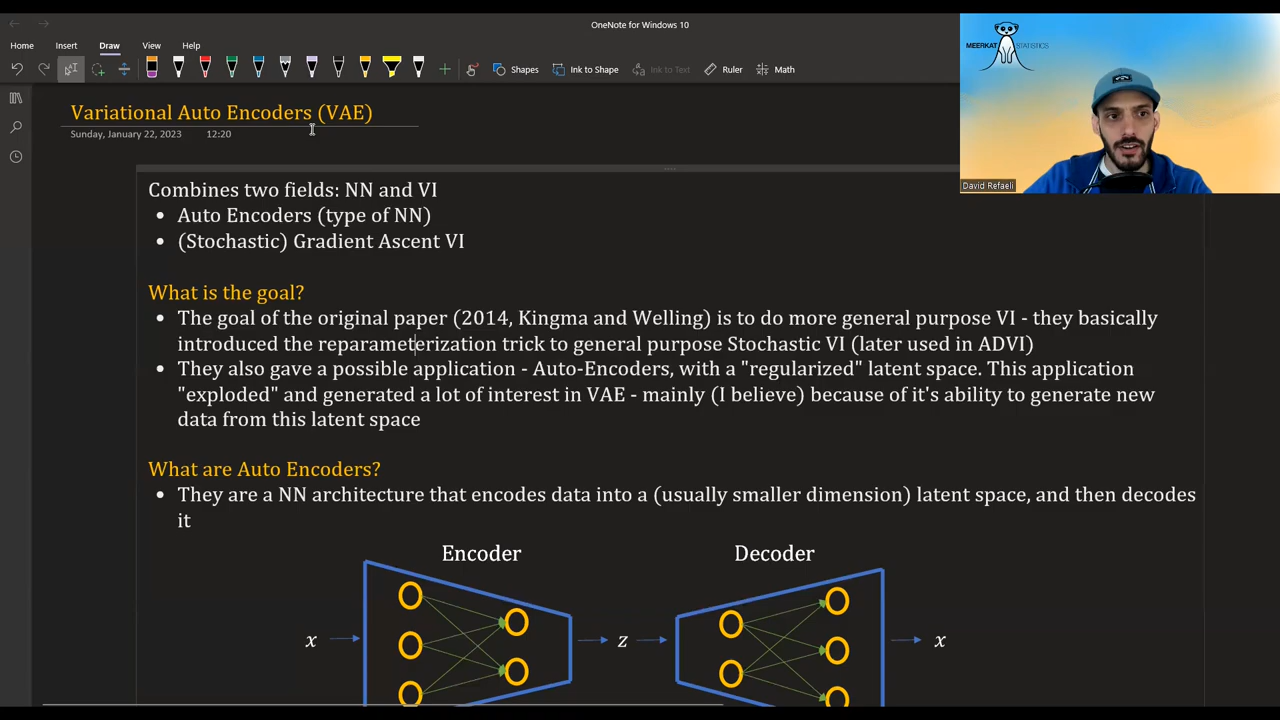 OneNote for Windows 10
Home Insert Draw View Help
Shapes Ink to Shape Ink to Text Ruler Math
MEERKAT STATISTICS
David Refaeli
Variational Auto Encoders (VAE)
Sunday, January 22, 2023 12:20
Combines two fields: NN and VI
• Auto Encoders (type of NN)
• (Stochastic) Gradient Ascent VI
What is the goal?
• The goal of the original paper (2014, Kingma and Welling) is to do more general purpose VI - they basically
introduced the reparameterization trick to general purpose Stochastic VI (later used in ADVI)
• They also gave a possible application - Auto-Encoders, with a "regularized" latent space. This application
"exploded" and generated a lot of interest in VAE - mainly (I believe) because of it's ability to generate new
data from this latent space
What are Auto Encoders?
• They are a NN architecture that encodes data into a (usually smaller dimension) latent space, and then decodes
it
Encoder Decoder
x z x